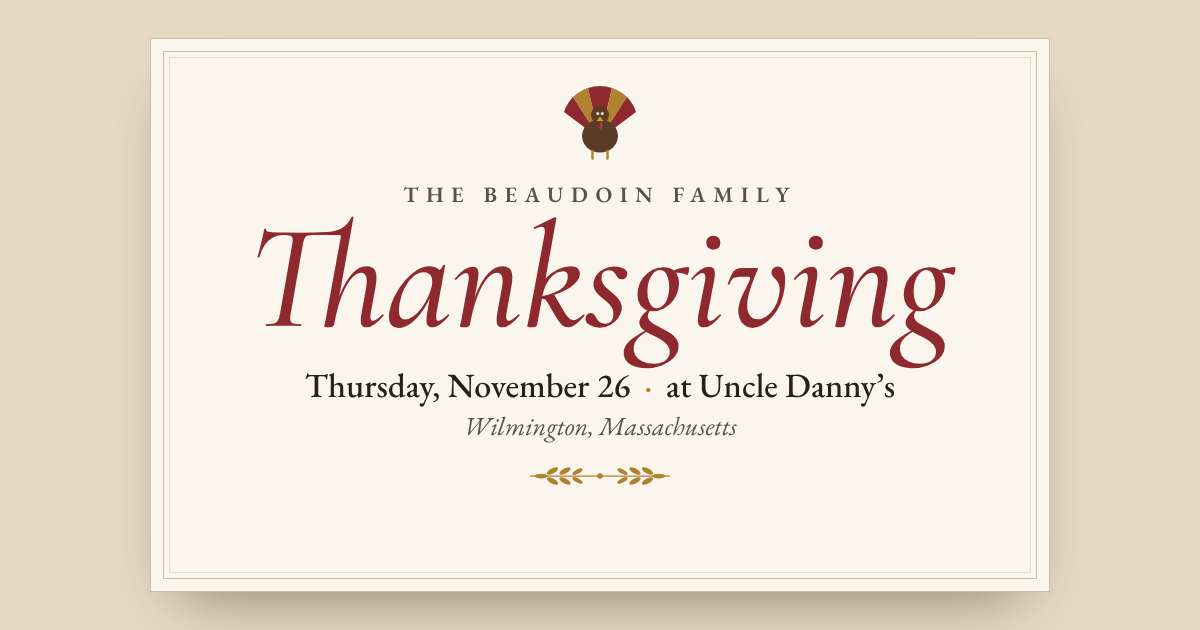 THE BEAUDOIN FAMILY
Thanksgiving
Thursday, November 26 · at Uncle Danny’s
Wilmington, Massachusetts